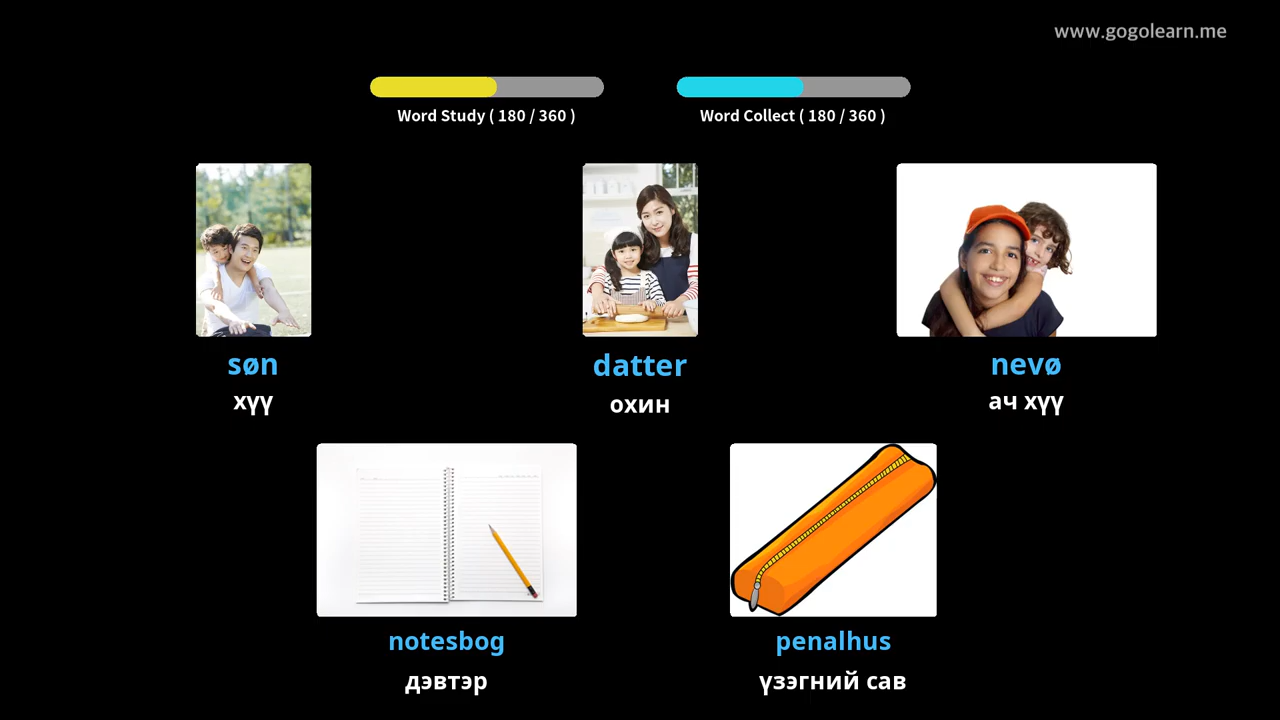 www.gogolearn.me
Word Study ( 180 / 360 )
Word Collect ( 180 / 360 )
søn
datter
nevø
хүү
охин
ач хүү
notesbog
penalhus
дэвтэр
үзэгний сав